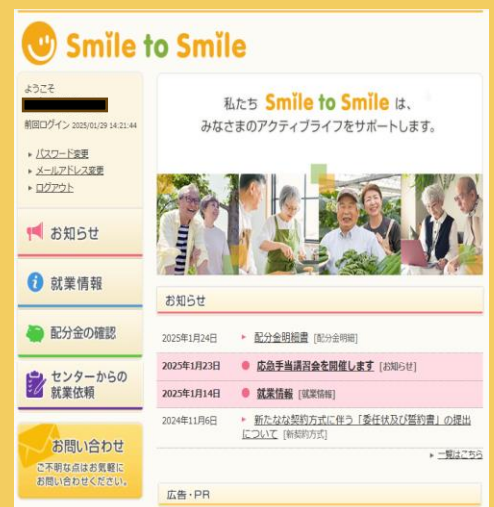 Smile to Smile
ようこそ
前回ログイン 2025/01/29 14:21:44
パスワード変更
メールアドレス変更
ログアウト
お知らせ
就業情報
配分金の確認
センターからの
就業依頼
お問い合わせ
ご不明な点はお気軽に
お問い合わせください。
私たち Smile to Smile は、
みなさまのアクティブライフをサポートします。
お知らせ
2025年1月24日 配分金明細書 [配分金明細]
2025年1月23日 応急手当講習会を開催します [お知らせ]
2025年1月14日 就業情報 [就業情報]
2024年11月6日 新たなな契約方式に伴う「委任状及び誓約書」の提出
について [新契約方式]
一覧はこちら
広告・PR